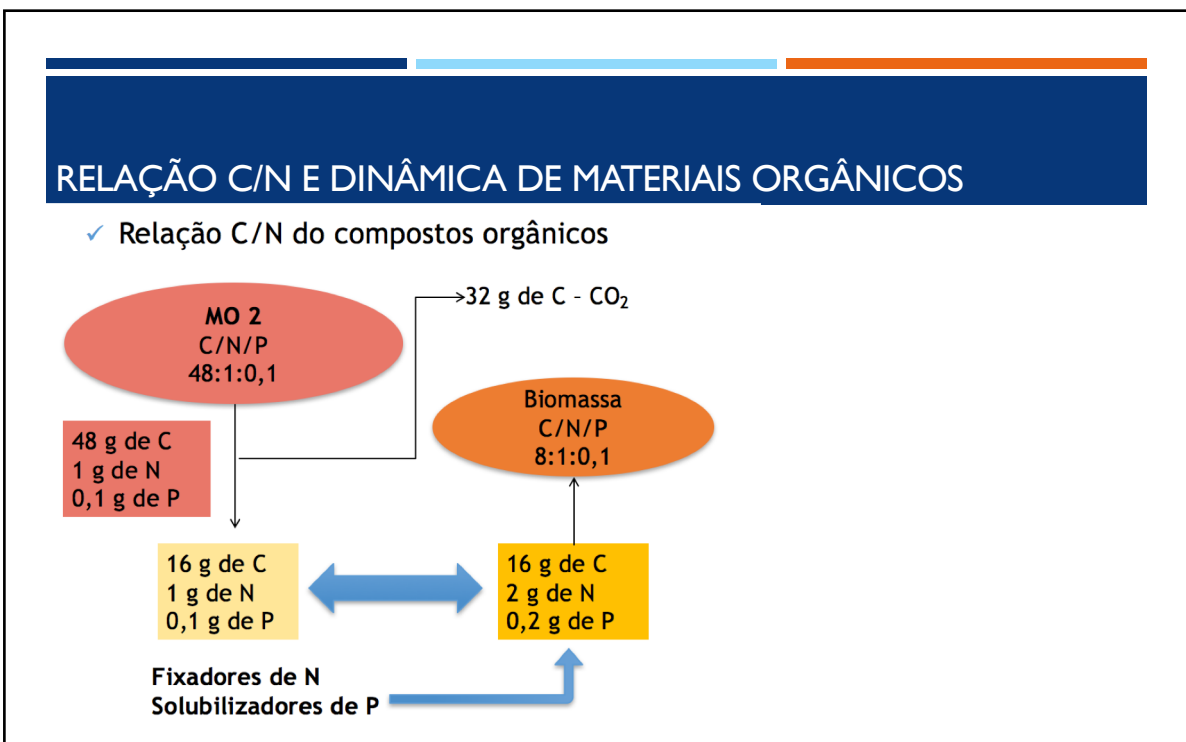 RELAÇÃO C/N E DINÂMICA DE MATERIAIS ORGÂNICOS
✓ Relação C/N do compostos orgânicos
32 g de C – CO₂
MO 2
C/N/P
48:1:0,1
48 g de C
1 g de N
0,1 g de P
Biomassa
C/N/P
8:1:0,1
16 g de C
1 g de N
0,1 g de P
16 g de C
2 g de N
0,2 g de P
Fixadores de N
Solubilizadores de P